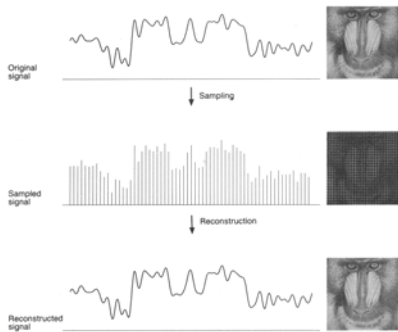 Original
signal
Sampling
Sampled
signal
Reconstruction
Reconstructed
signal